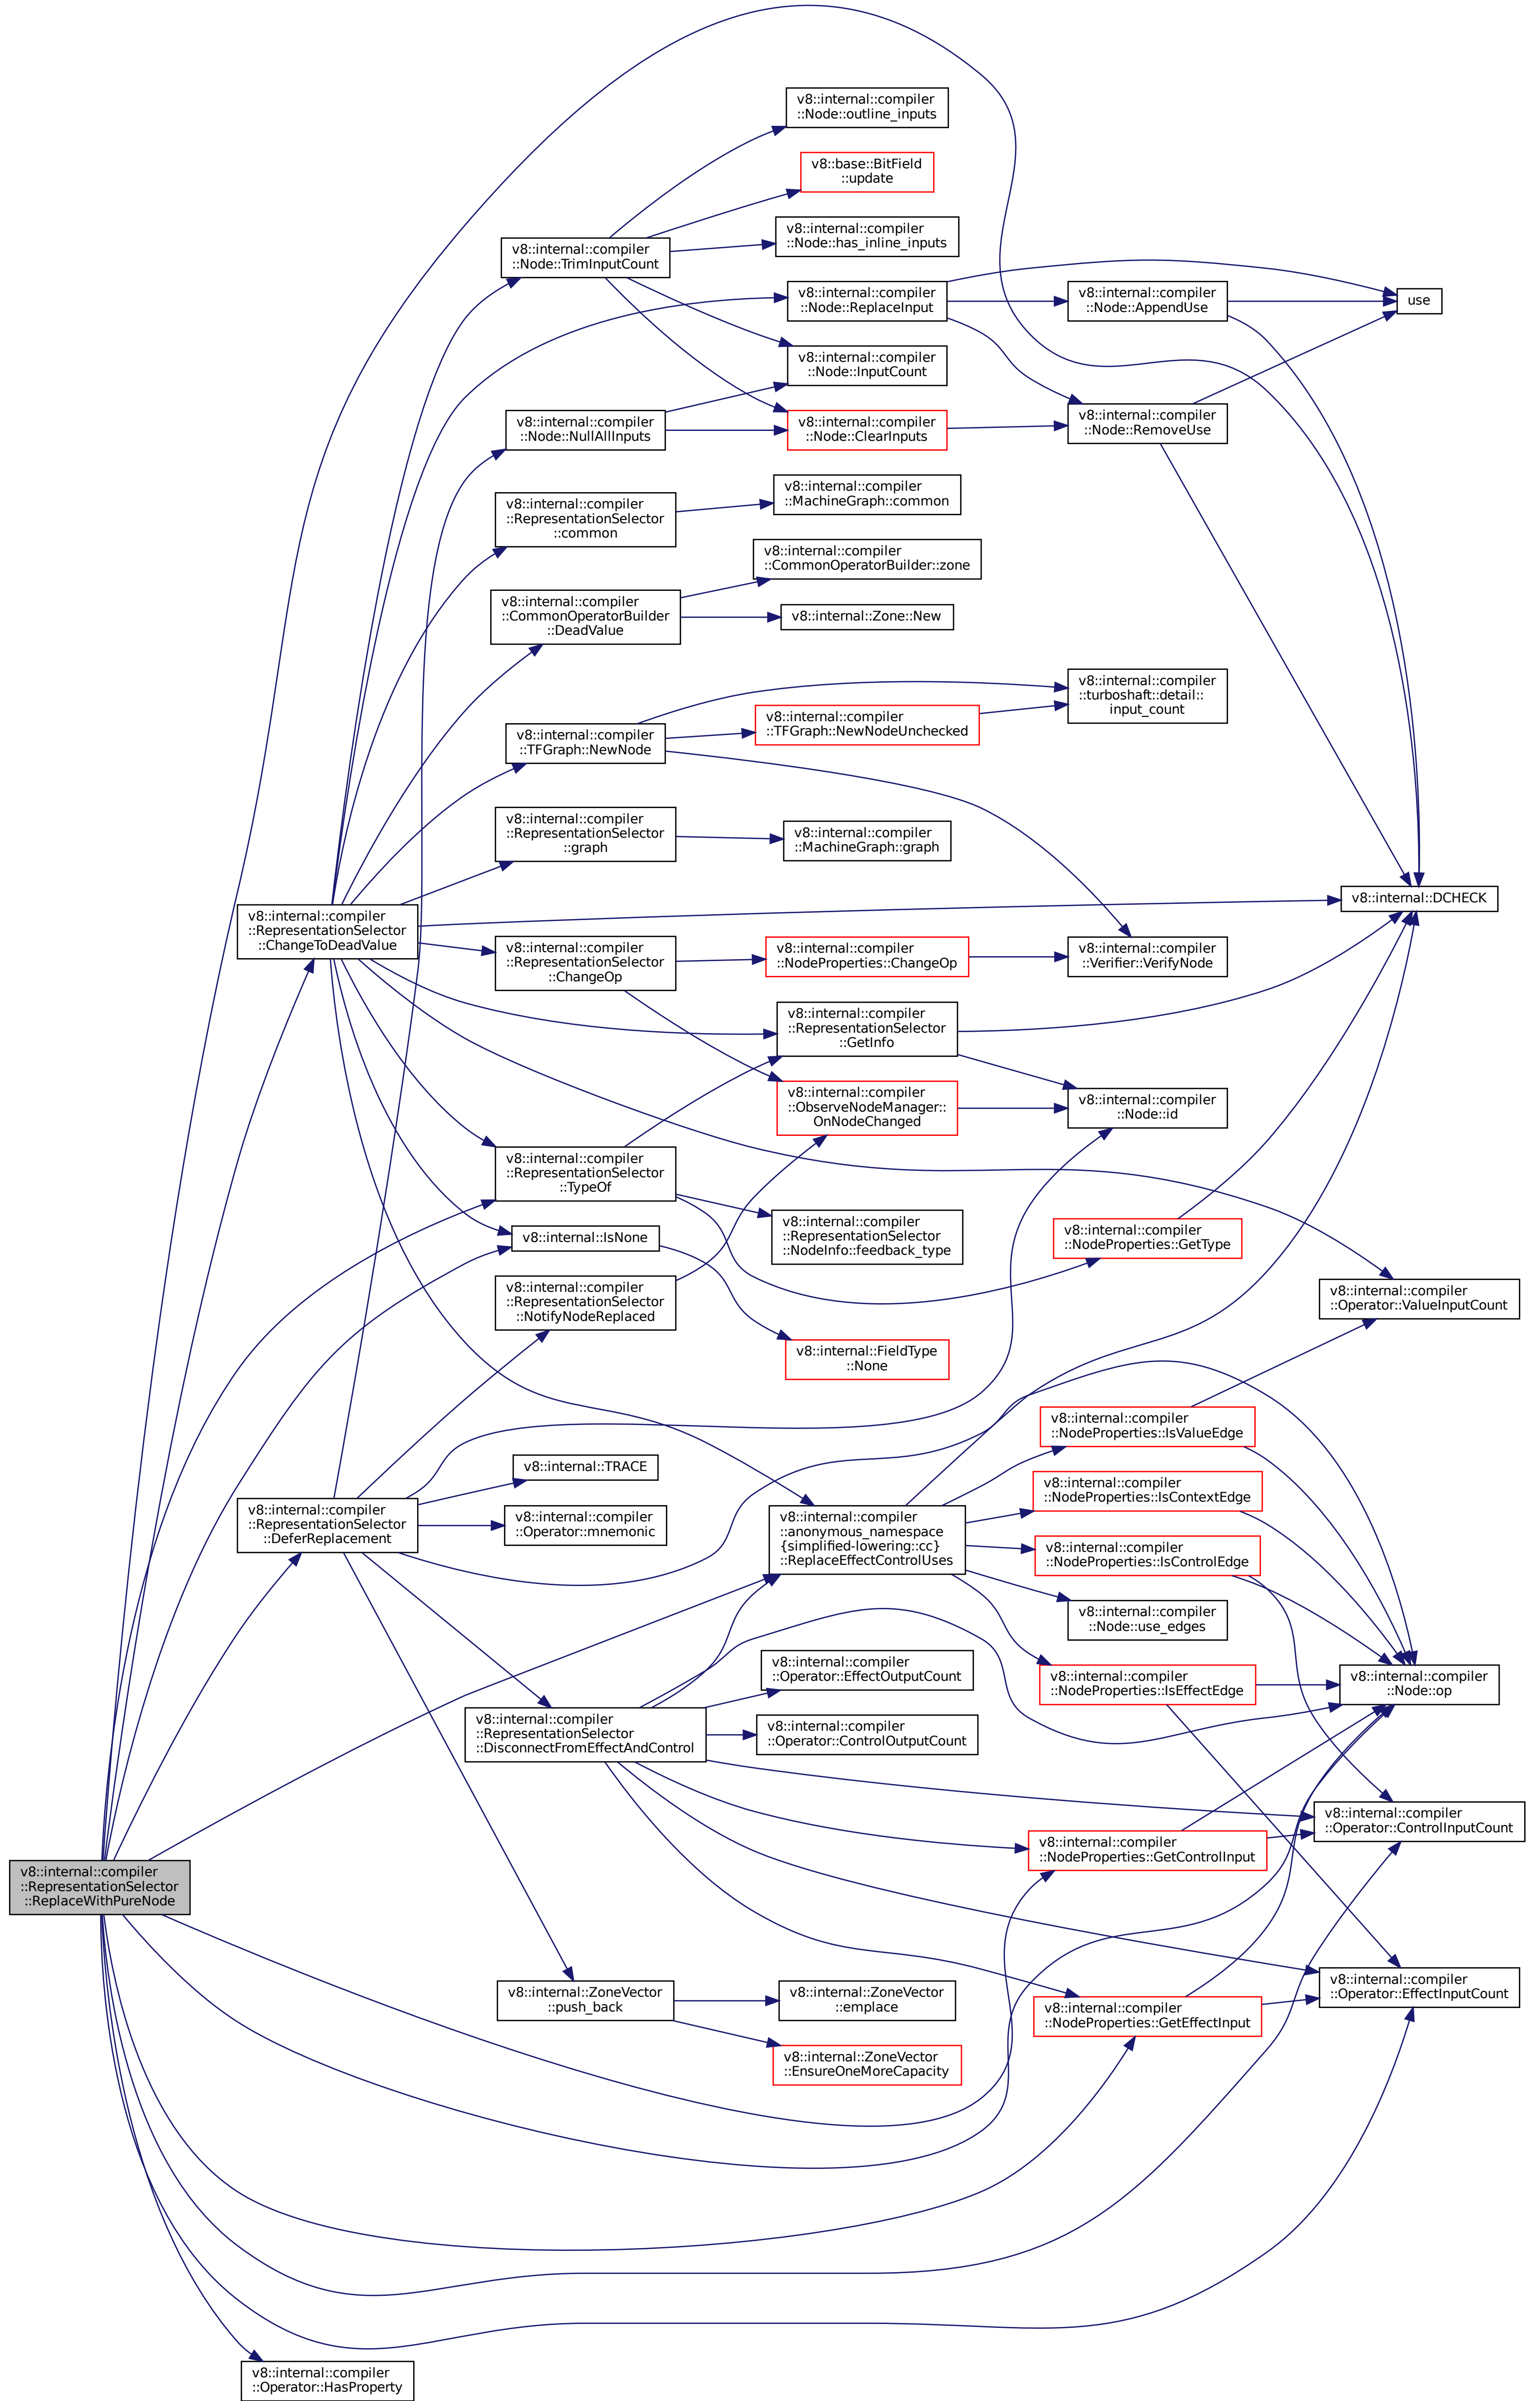 v8::internal::compiler
::Node::outline_inputs
v8::base::BitField
::update
v8::internal::compiler
::Node::has_inline_inputs
v8::internal::compiler
::Node::TrimInputCount
v8::internal::compiler
::Node::ReplaceInput
v8::internal::compiler
::Node::AppendUse
use
v8::internal::compiler
::Node::InputCount
v8::internal::compiler
::Node::NullAllInputs
v8::internal::compiler
::Node::ClearInputs
v8::internal::compiler
::Node::RemoveUse
v8::internal::compiler
::RepresentationSelector
::common
v8::internal::compiler
::MachineGraph::common
v8::internal::compiler
::CommonOperatorBuilder::zone
v8::internal::compiler
::CommonOperatorBuilder
::DeadValue
v8::internal::Zone::New
v8::internal::compiler
::turboshaft::detail::
input_count
v8::internal::compiler
::TFGraph::NewNode
v8::internal::compiler
::TFGraph::NewNodeUnchecked
v8::internal::compiler
::RepresentationSelector
::graph
v8::internal::compiler
::MachineGraph::graph
v8::internal::DCHECK
v8::internal::compiler
::RepresentationSelector
::ChangeToDeadValue
v8::internal::compiler
::RepresentationSelector
::ChangeOp
v8::internal::compiler
::NodeProperties::ChangeOp
v8::internal::compiler
::Verifier::VerifyNode
v8::internal::compiler
::RepresentationSelector
::GetInfo
v8::internal::compiler
::ObserveNodeManager::
OnNodeChanged
v8::internal::compiler
::Node::id
v8::internal::compiler
::RepresentationSelector
::TypeOf
v8::internal::compiler
::RepresentationSelector
::NodeInfo::feedback_type
v8::internal::compiler
::NodeProperties::GetType
v8::internal::IsNone
v8::internal::compiler
::RepresentationSelector
::NotifyNodeReplaced
v8::internal::compiler
::Operator::ValueInputCount
v8::internal::FieldType
::None
v8::internal::compiler
::NodeProperties::IsValueEdge
v8::internal::TRACE
v8::internal::compiler
::NodeProperties::IsContextEdge
v8::internal::compiler
::RepresentationSelector
::DeferReplacement
v8::internal::compiler
::Operator::mnemonic
v8::internal::compiler
::anonymous_namespace
{simplified-lowering::cc}
::ReplaceEffectControlUses
v8::internal::compiler
::NodeProperties::IsControlEdge
v8::internal::compiler
::Node::use_edges
v8::internal::compiler
::Operator::EffectOutputCount
v8::internal::compiler
::NodeProperties::IsEffectEdge
v8::internal::compiler
::Node::op
v8::internal::compiler
::RepresentationSelector
::DisconnectFromEffectAndControl
v8::internal::compiler
::Operator::ControlOutputCount
v8::internal::compiler
::Operator::ControlInputCount
v8::internal::compiler
::NodeProperties::GetControlInput
v8::internal::compiler
::RepresentationSelector
::ReplaceWithPureNode
v8::internal::compiler
::Operator::EffectInputCount
v8::internal::ZoneVector
::push_back
v8::internal::ZoneVector
::emplace
v8::internal::compiler
::NodeProperties::GetEffectInput
v8::internal::ZoneVector
::EnsureOneMoreCapacity
v8::internal::compiler
::Operator::HasProperty